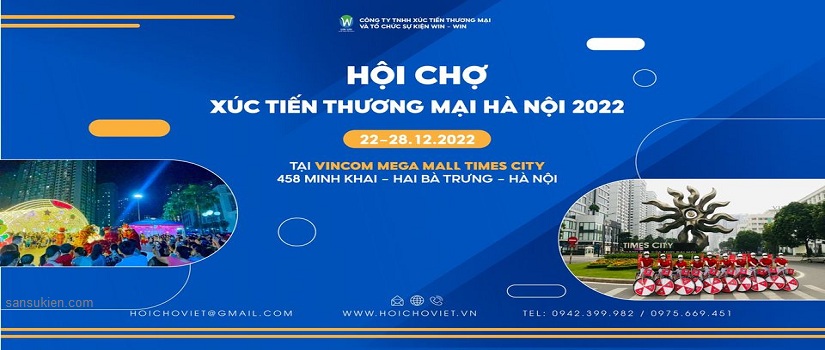 CÔNG TY TNHH XÚC TIẾN THƯƠNG MẠI
VÀ TỔ CHỨC SỰ KIỆN WIN – WIN
HỘI CHỢ
XÚC TIẾN THƯƠNG MẠI HÀ NỘI 2022
22–28.12.2022
TẠI VINCOM MEGA MALL TIMES CITY
458 MINH KHAI – HAI BÀ TRƯNG – HÀ NỘI
TIMES CITY
sansukien.com
HOICHOVIET@GMAIL.COM
WWW.HOICHOVIET.VN
TEL: 0942.399.982 / 0975.669.451